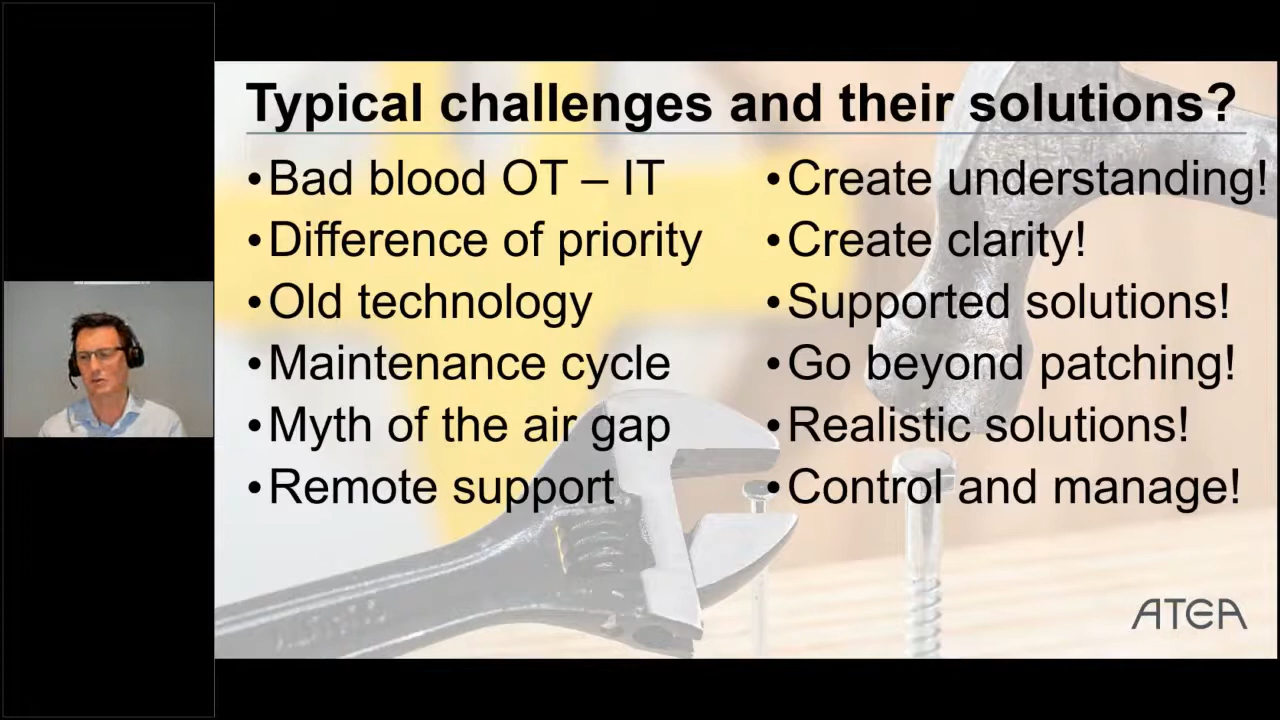 Typical challenges and their solutions?
•Bad blood OT – IT
•Difference of priority
•Old technology
•Maintenance cycle
•Myth of the air gap
•Remote support
•Create understanding!
•Create clarity!
•Supported solutions!
•Go beyond patching!
•Realistic solutions!
•Control and manage!
ATEA